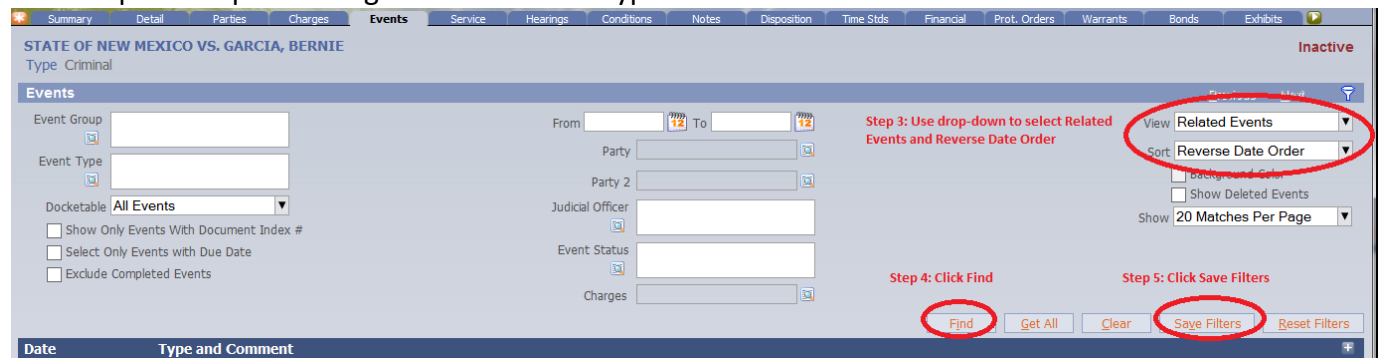 Summary Detail Parties Charges Events Service Hearings Conditions Notes Disposition Time Stds Financial Prot. Orders Warrants Bonds Exhibits
STATE OF NEW MEXICO VS. GARCIA, BERNIE Inactive
Type Criminal
Events Next
Event Group From 12 To 12 Step 3: Use drop-down to select Related View Related Events
Events and Reverse Date Order
Party Sort Reverse Date Order
Event Type Background Color
Party 2 Show Deleted Events
Docketable All Events Judicial Officer Show 20 Matches Per Page
Show Only Events With Document Index #
Select Only Events with Due Date Event Status
Exclude Completed Events Step 4: Click Find Step 5: Click Save Filters
Charges
Find Get All Clear Save Filters Reset Filters
Date Type and Comment